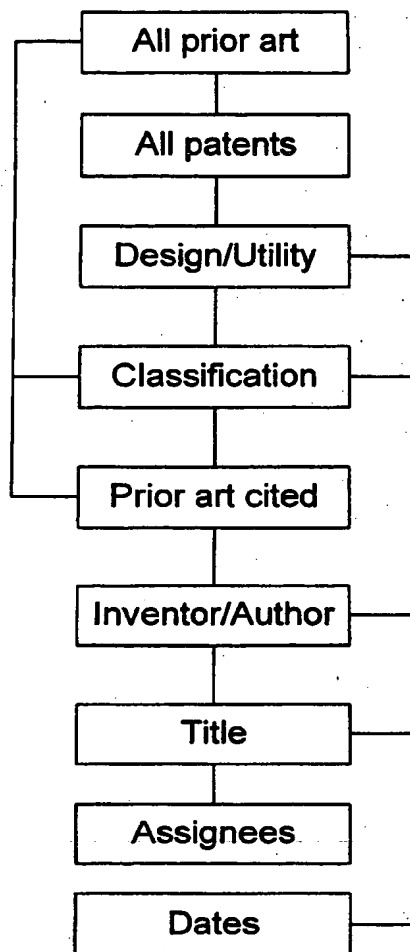 All prior art
All patents
Design/Utility
Classification
Prior art cited
Inventor/Author
Title
Assignees
Dates